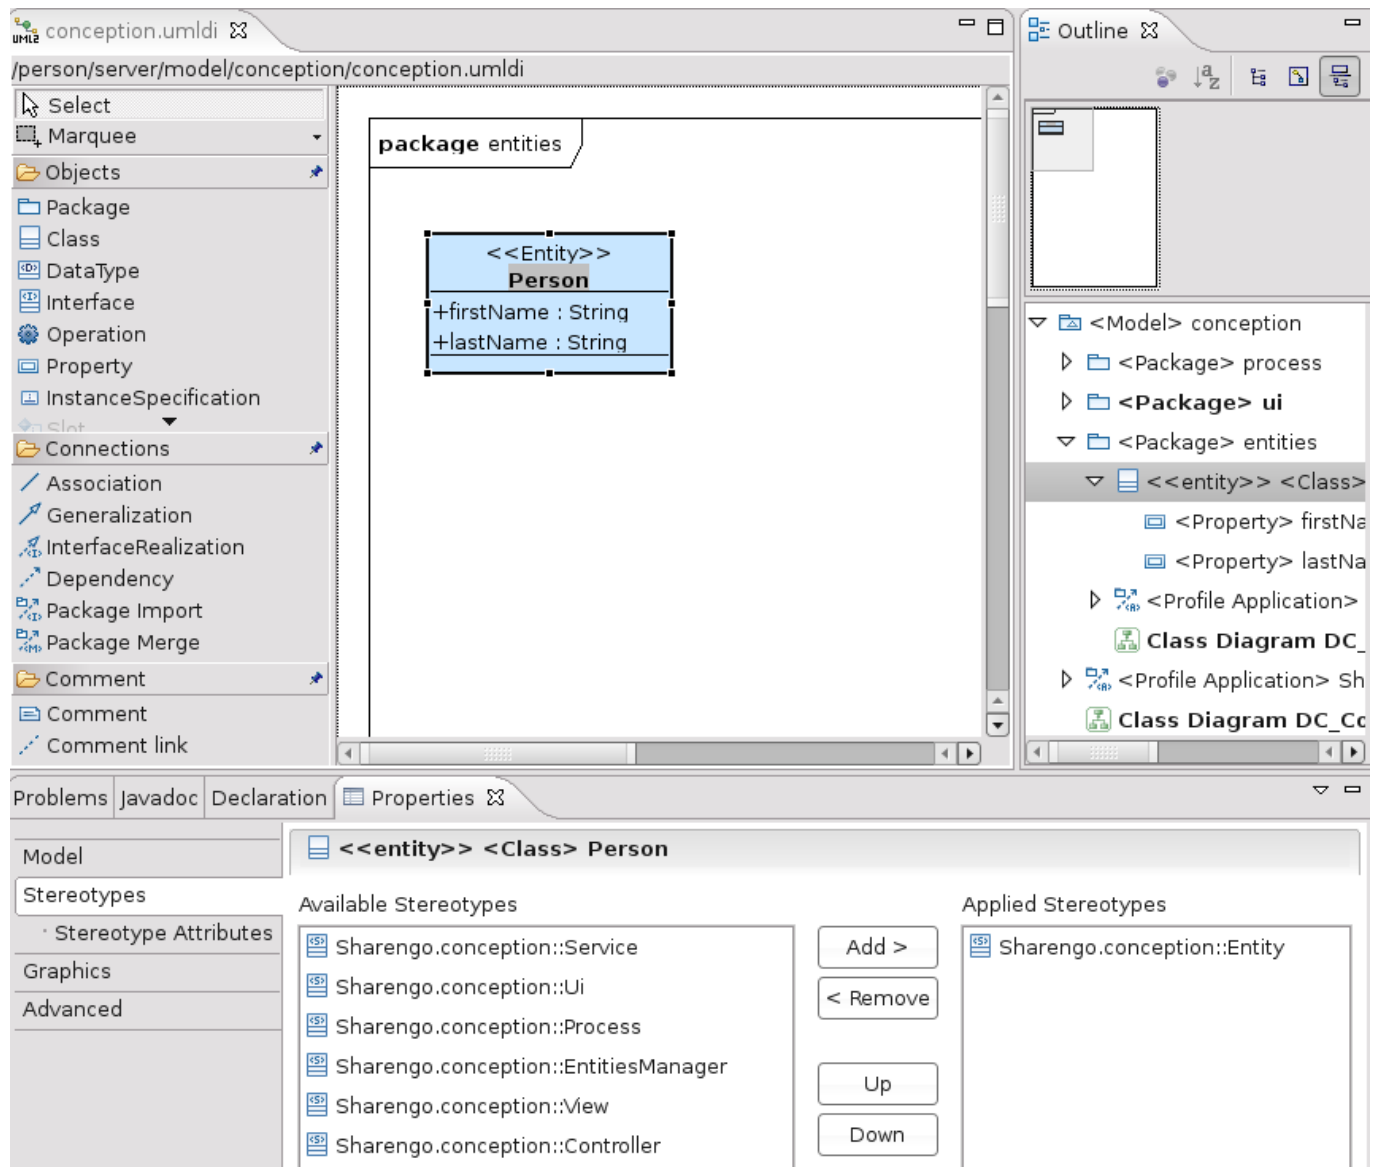 conception.umldi
/person/server/model/conception/conception.umldi
Select
Marquee
Objects
Package
Class
DataType
Interface
Operation
Property
InstanceSpecification
Slot
Connections
Association
Generalization
InterfaceRealization
Dependency
Package Import
Package Merge
Comment
Comment
Comment link
package entities
<<Entity>>
Person
+firstName : String
+lastName : String
Outline
<Model> conception
<Package> process
<Package> ui
<Package> entities
<<entity>> <Class>
<Property> firstNa
<Property> lastNa
<Profile Application>
Class Diagram DC_
<Profile Application> Sh
Class Diagram DC_Co
Problems Javadoc Declaration Properties
Model
Stereotypes
Stereotype Attributes
Graphics
Advanced
<<entity>> <Class> Person
Available Stereotypes
Sharengo.conception::Service
Sharengo.conception::Ui
Sharengo.conception::Process
Sharengo.conception::EntitiesManager
Sharengo.conception::View
Sharengo.conception::Controller
Add >
< Remove
Up
Down
Applied Stereotypes
Sharengo.conception::Entity